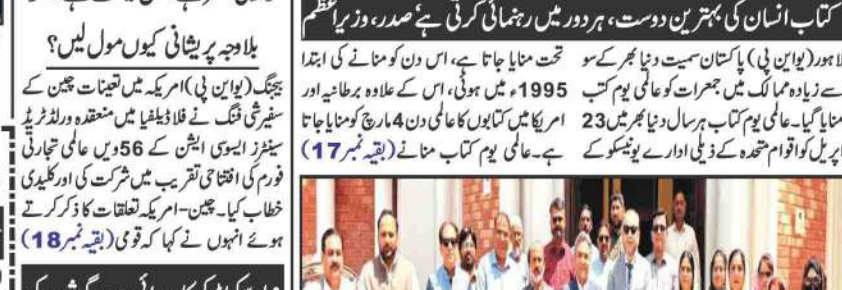 کتاب انسان کی بہترین دوست، ہر دور میں رہنمائی کرتی ہے صدر، وزیراعظم
لاہور(یواین پی) پاکستان سمیت دنیا بھر کے سو
سے زیادہ ممالک میں جمعرات کو عالمی یوم کتب
منایا گیا۔ عالمی یوم کتاب ہر سال دنیا بھر میں 23
اپریل کو اقوام متحدہ کے ذیلی ادارے یونیسکو کے
تحت منایا جاتا ہے، اس دن کو منانے کی ابتدا
1995ء میں ہوئی، اس کے علاوہ برطانیہ اور
امریکا میں کتابوں کا عالمی دن 4 مارچ کو منایا جاتا
ہے۔ عالمی یوم کتاب منانے (بقیہ نمبر 17)
بلاوجہ پریشانی کیوں مول لیں؟
بیجنگ(یواین پی) امریکہ میں تعینات چین کے
سفیر شی فنگ نے فلاڈیلفیا میں منعقدہ ورلڈ ٹریڈ
سینٹرز ایسوسی ایشن کے 56ویں عالمی تجارتی
فورم کی افتتاحی تقریب میں شرکت کی اور کلیدی
خطاب کیا۔ چین-امریکہ تعلقات کا ذکر کرتے
ہوئے انہوں نے کہا کہ قومی (بقیہ نمبر 18)